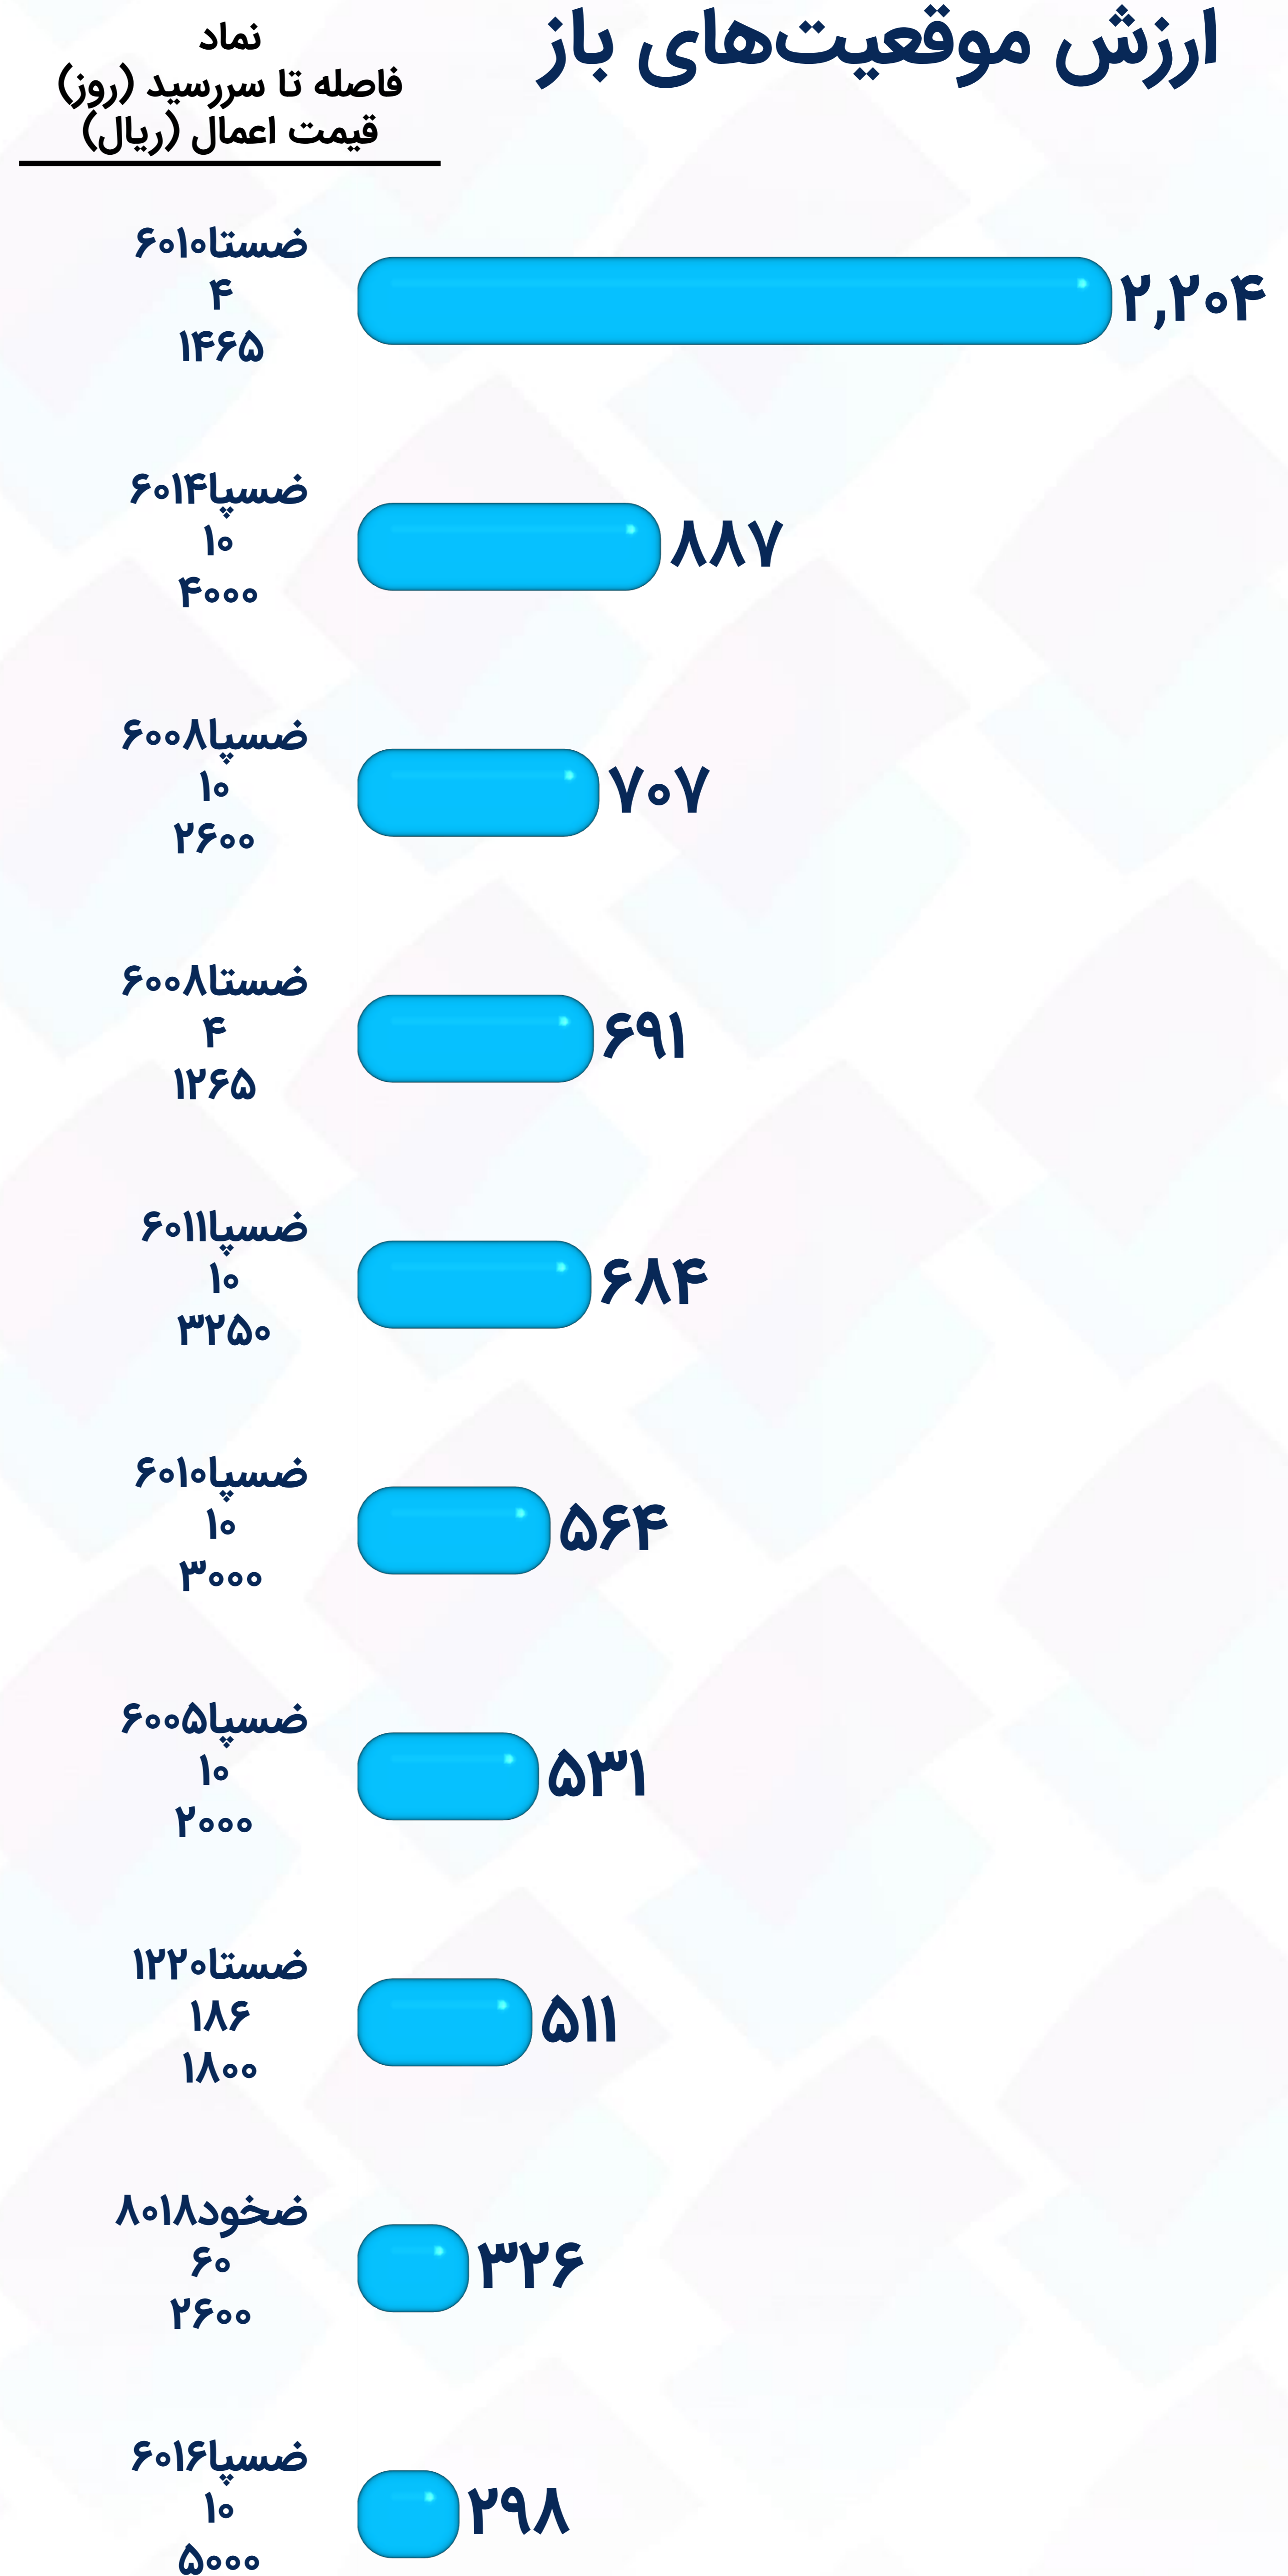 ارزش موقعیت‌های باز
نماد
فاصله تا سررسید (روز)
قیمت اعمال (ریال)
ضستا۶۰۱۰
۴
۱۴۶۵
۲,۲۰۴
ضسپا۶۰۱۴
۱۰
۴۰۰۰
۸۸۷
ضسپا۶۰۰۸
۱۰
۲۶۰۰
۷۰۷
ضستا۶۰۰۸
۴
۱۲۶۵
۶۹۱
ضسپا۶۰۱۱
۱۰
۳۲۵۰
۶۸۴
ضسپا۶۰۱۰
۱۰
۳۰۰۰
۵۶۴
ضسپا۶۰۰۵
۱۰
۲۰۰۰
۵۳۱
ضستا۱۲۲۰
۱۸۶
۱۸۰۰
۵۱۱
ضخود۸۰۱۸
۶۰
۲۶۰۰
۳۲۶
ضسپا۶۰۱۶
۱۰
۵۰۰۰
۲۹۸